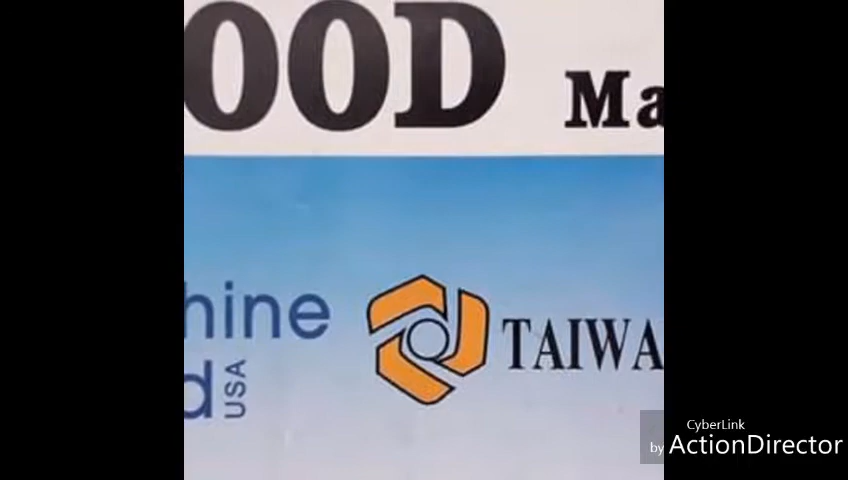 OOD Ma
hine
d USA
TAIWA
CyberLink
by ActionDirector